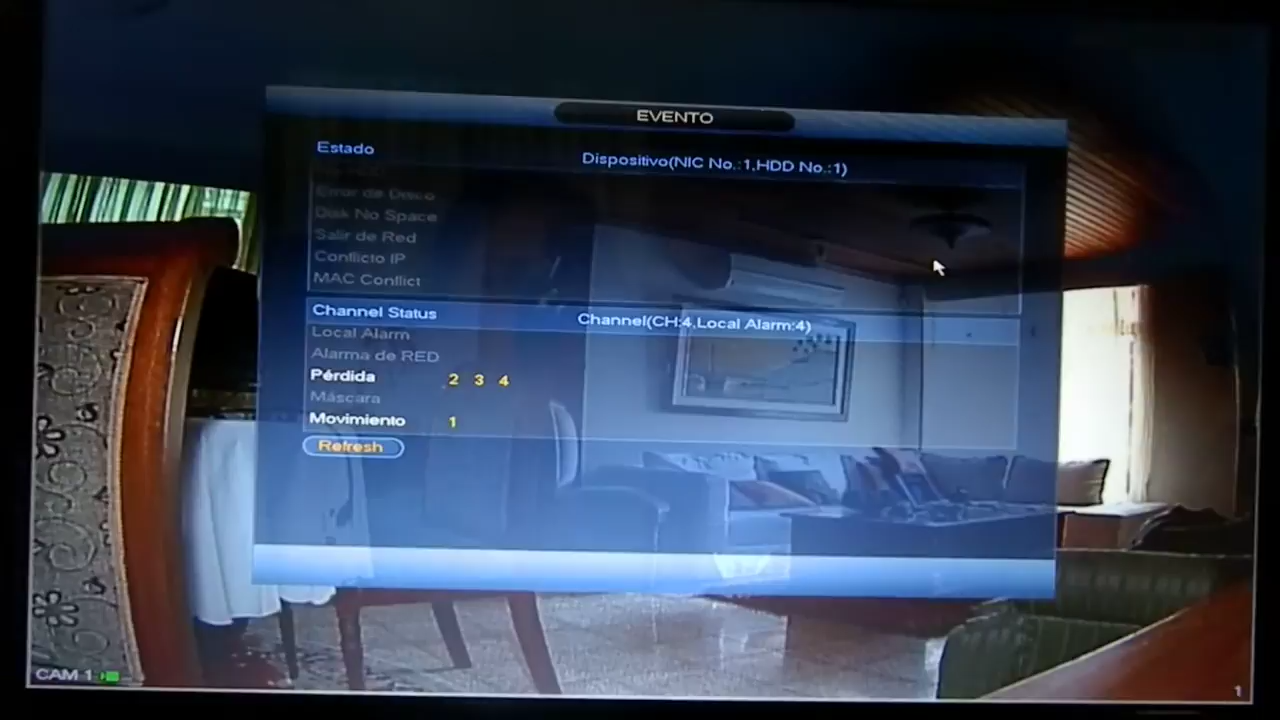 EVENTO
Estado Dispositivo(NIC No.:1,HDD No.:1)
Error de Disco
Disk No Space
Salir de Red
Conflicto IP
MAC Conflict
Channel Status Channel(CH:4,Local Alarm:4)
Local Alarm
Alarma de RED
Pérdida 2 3 4
Máscara
Movimiento 1
Refresh
CAM 1
1